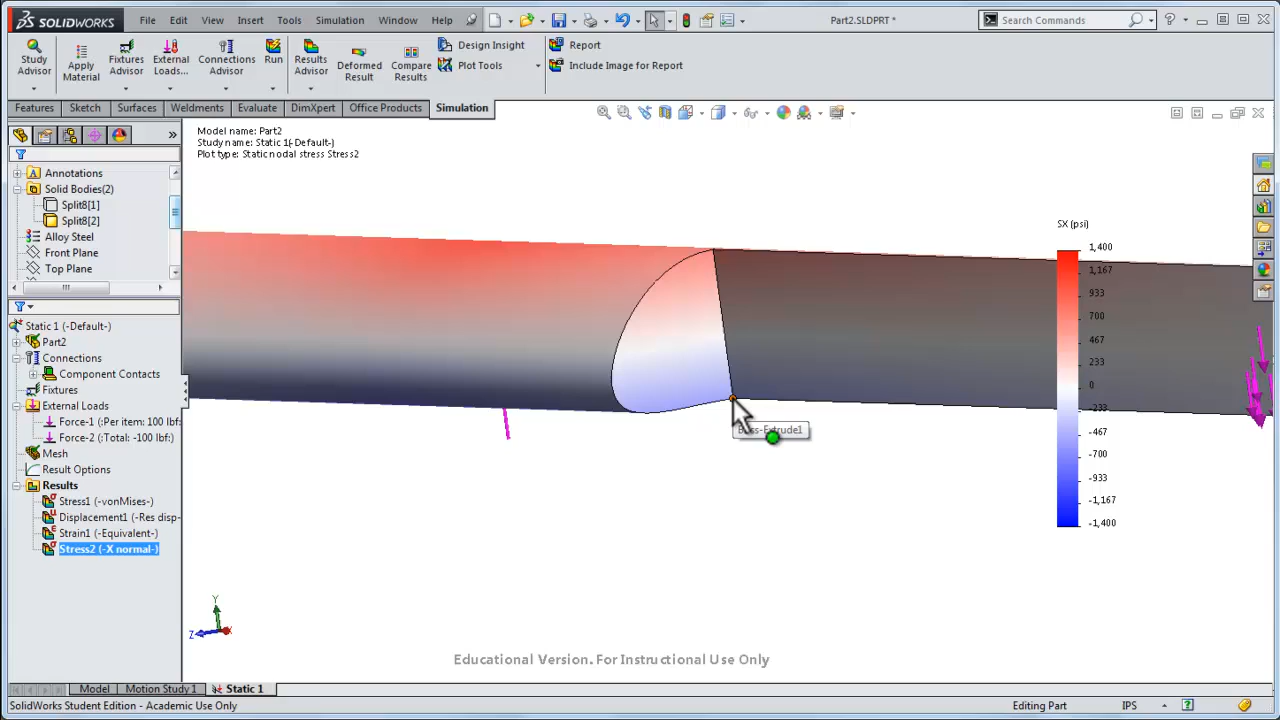 SOLIDWORKS
File Edit View Insert Tools Simulation Window Help
Part2.SLDPRT *
Search Commands
Study Advisor
Apply Material
Fixtures Advisor
External Loads...
Connections Advisor
Run
Results Advisor
Deformed Result
Compare Results
Design Insight
Plot Tools
Report
Include Image for Report
Features Sketch Surfaces Weldments Evaluate DimXpert Office Products Simulation
Model name: Part2
Study name: Static 1(-Default-)
Plot type: Static nodal stress Stress2
Annotations
Solid Bodies(2)
Split8[1]
Split8[2]
Alloy Steel
Front Plane
Top Plane
Static 1 (-Default-)
Part2
Connections
Component Contacts
Fixtures
External Loads
Force-1 (:Per item: 100 lbf:
Force-2 (:Total: -100 lbf:)
Mesh
Result Options
Results
Stress1 (-vonMises-)
Displacement1 (-Res disp-
Strain1 (-Equivalent-)
Stress2 (-X normal-)
SX (psi)
1,400
1,167
933
700
467
233
0
-233
-467
-700
-933
-1,167
-1,400
Y
Z
X
Educational Version. For Instructional Use Only
Model Motion Study 1 Static 1
SolidWorks Student Edition - Academic Use Only
Editing Part
IPS